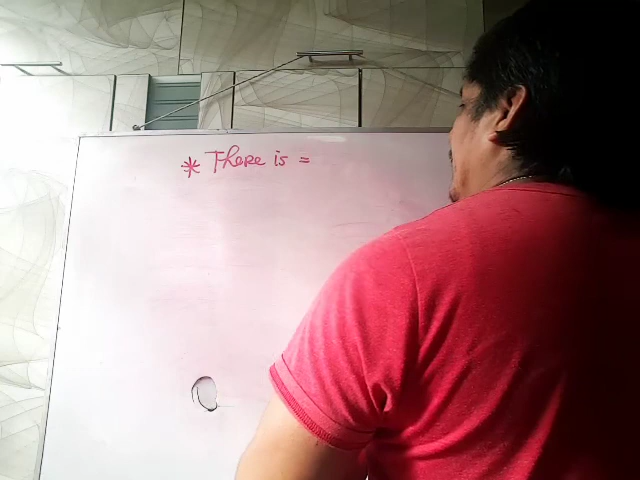 * There is =